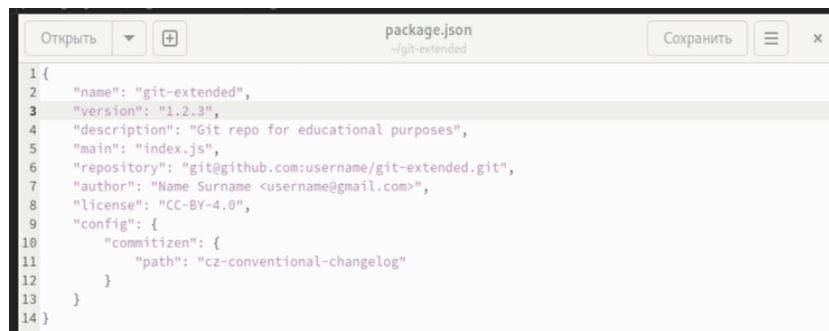 package.json
Открыть
~/git-extended
Сохранить
1 {
2     "name": "git-extended",
3     "version": "1.2.3",
4     "description": "Git repo for educational purposes",
5     "main": "index.js",
6     "repository": "git@github.com:username/git-extended.git",
7     "author": "Name Surname <username@gmail.com>",
8     "license": "CC-BY-4.0",
9     "config": {
10         "commitizen": {
11             "path": "cz-conventional-changelog"
12         }
13     }
14 }